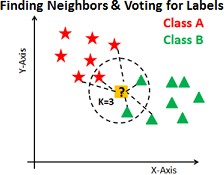 Finding Neighbors & Voting for Labels
Class A
Class B
Y-Axis
?
K=3
X-Axis